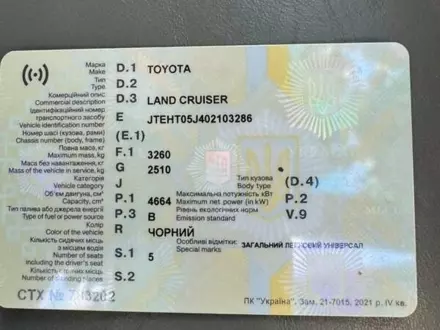 Марка
Make D.1 TOYOTA
Тип
Type D.2
Комерційний опис
Commercial description D.3 LAND CRUISER
Ідентифікаційний номер
транспортного засобу
Vehicle identification number E JTEHT05J402103286
Номер шасі (кузова, рами)
Chassis number (body, frame) (E.1)
Повна маса, кг
Maximum mass, kg F.1 3260
Маса без навантаження, кг
Mass of the vehicle in service, kg G 2510
Категорія
Vehicle category J Тип кузова
Body type (D.4)
Об'єм двигуна, см³
Capacity, cm³ P.1 4664 Максимальна потужність кВт
Maximum net power (in kW) P.2
Тип палива або джерела енергії
Type of fuel or power source P.3 B Рівень екологічних норм
Emission standard V.9
Колір
Color of the vehicle R ЧОРНИЙ
Кількість сидячих місць
з місцем водія
Number of seats
including the driver's seat S.1 5 Особливі відмітки:
Special marks ЗАГАЛЬНИЙ ЛЕГКОВИЙ УНІВЕРСАЛ
Кількість стоячих місць
Number of standing places S.2
СТХ №
ПК "Україна", Зам. 21-7015, 2021 р. IV кв.